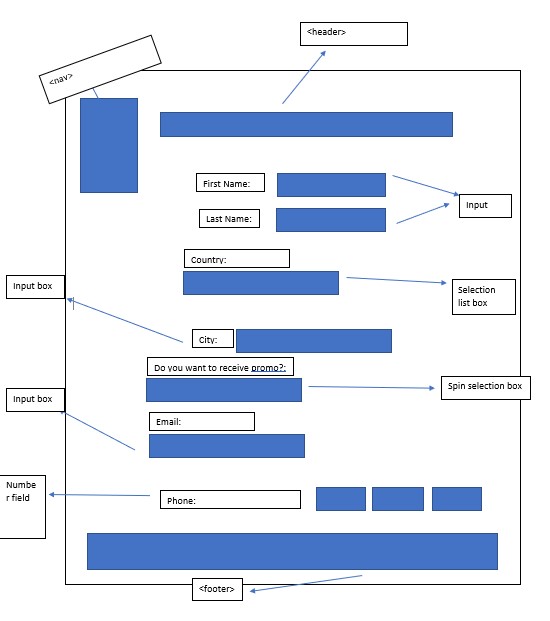 <header>
<nav>
First Name:
Input
Last Name:
Country:
Input box
Selection
list box
City:
Do you want to receive promo?:
Spin selection box
Input box
Email:
Numbe
r field
Phone:
<footer>